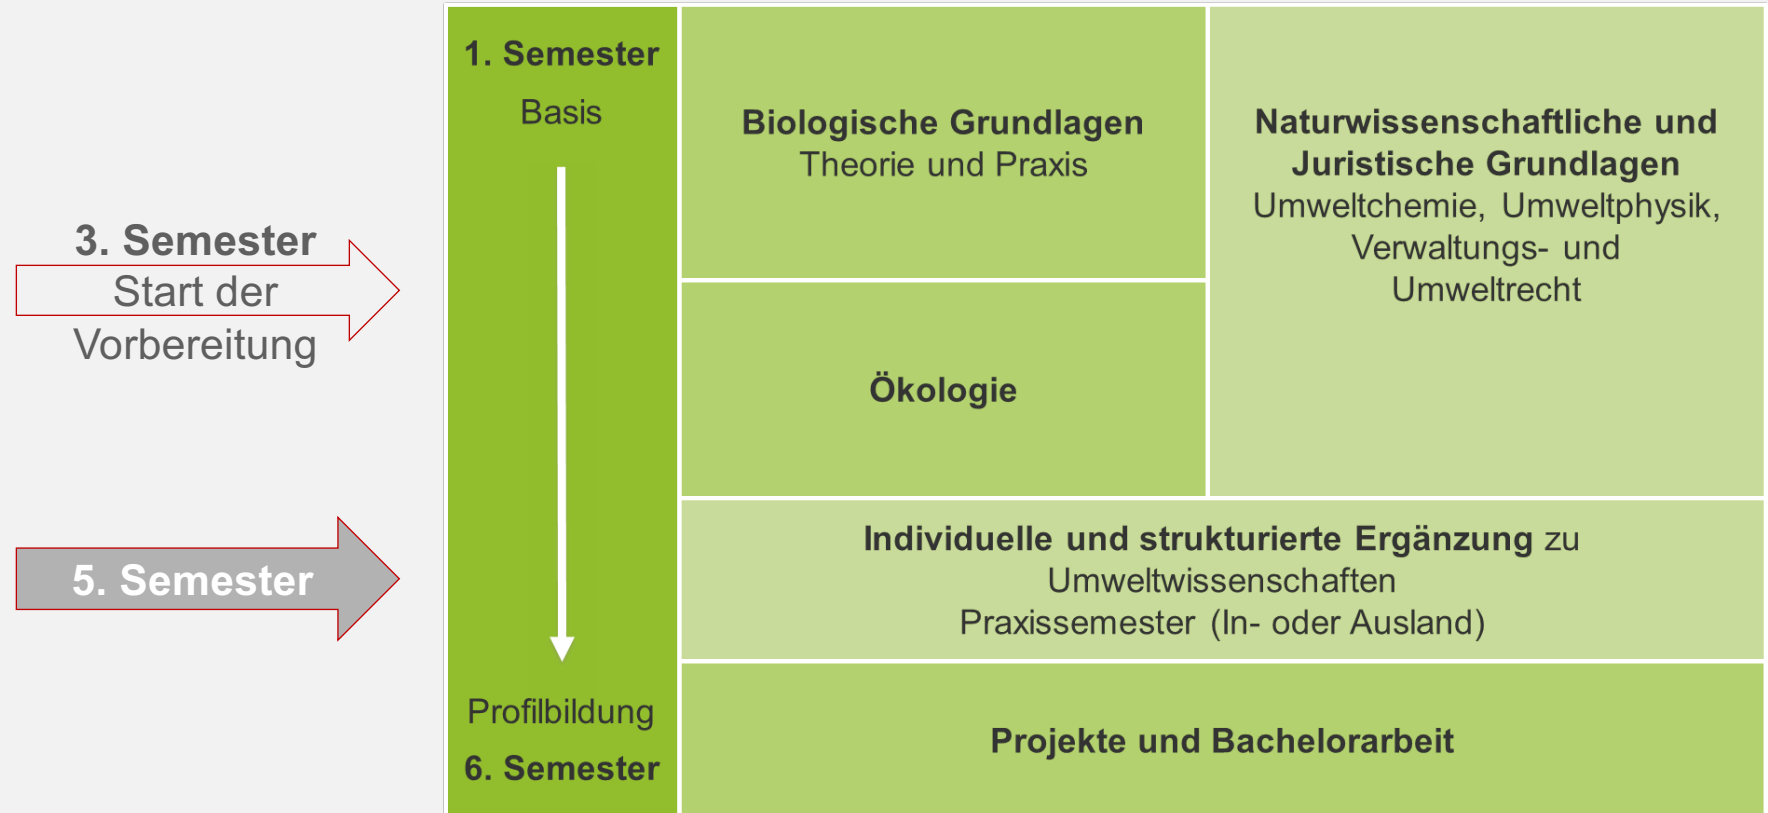 3. Semester
Start der
Vorbereitung
5. Semester
1. Semester
Basis
Profilbildung
6. Semester
Biologische Grundlagen
Theorie und Praxis
Naturwissenschaftliche und
Juristische Grundlagen
Umweltchemie, Umweltphysik,
Verwaltungs- und
Umweltrecht
Ökologie
Individuelle und strukturierte Ergänzung zu
Umweltwissenschaften
Praxissemester (In- oder Ausland)
Projekte und Bachelorarbeit